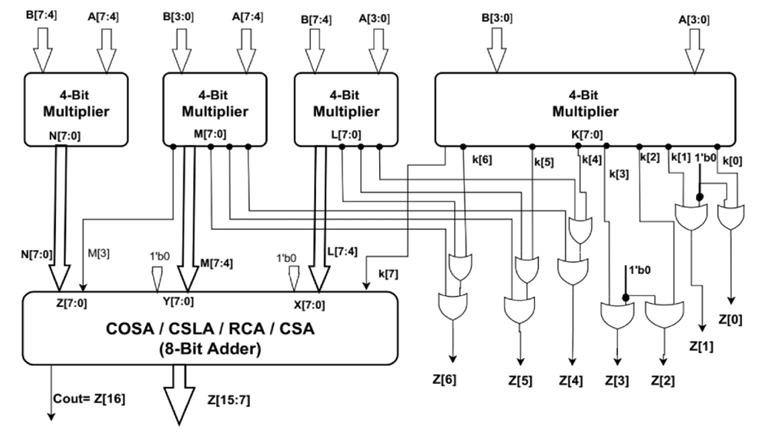 B[7:4] A[7:4] B[3:0] A[7:4] B[7:4] A[3:0] B[3:0] A[3:0]
4-Bit
Multiplier
N[7:0]
4-Bit
Multiplier
M[7:0]
4-Bit
Multiplier
L[7:0]
4-Bit
Multiplier
K[7:0]
k[6] k[5] k[4] k[3] k[2] k[1] 1'b0 k[0]
N[7:0] M[3] 1'b0 M[7:4] 1'b0 L[7:4] k[7] 1'b0
Z[7:0] Y[7:0] X[7:0]
COSA / CSLA / RCA / CSA
(8-Bit Adder)
Z[0]
Z[1]
Z[6] Z[5] Z[4] Z[3] Z[2]
Cout= Z[16] Z[15:7]